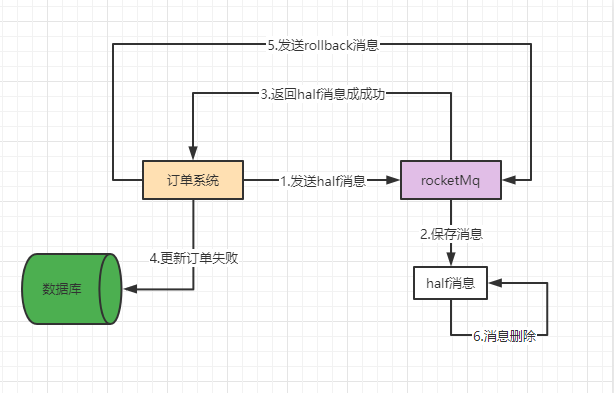 5.发送rollback消息
3.返回half消息成成功
订单系统
1.发送half消息
rocketMq
2.保存消息
4.更新订单失败
数据库
half消息
6.消息删除